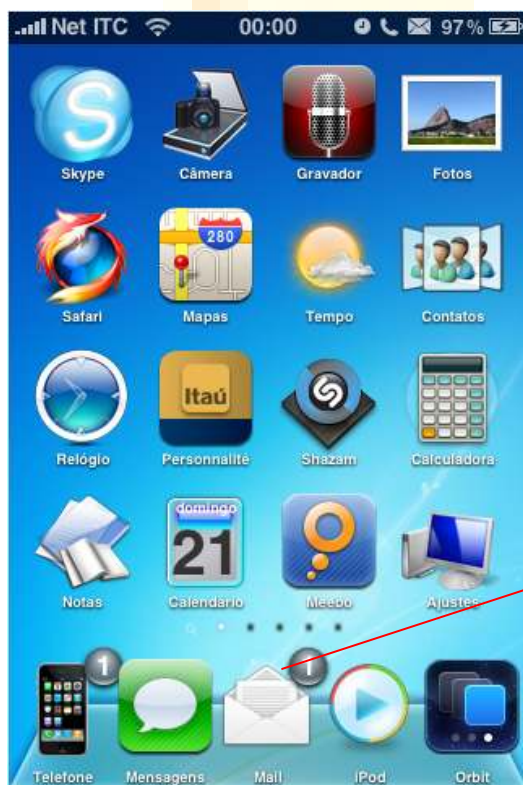 Net ITC 00:00 97%
Skype Câmera Gravador Fotos
280
Safari Mapas Tempo Contatos
Itaú
Relógio Personnalité Shazam Calculadora
domingo
21
Notas Calendário Meebo Ajustes
1 1
Telefone Mensagens Mail iPod Orbit